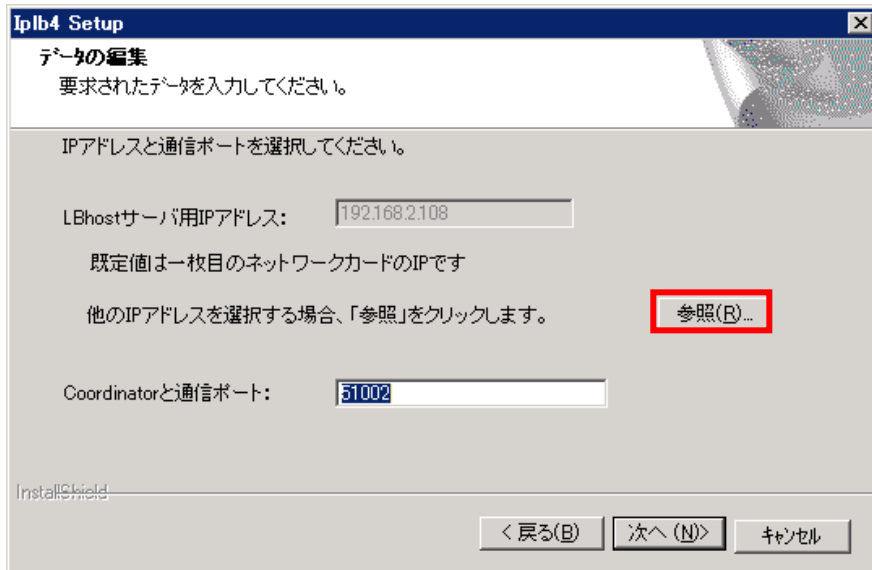 Iplb4 Setup
データの編集
要求されたデータを入力してください。
IPアドレスと通信ポートを選択してください。
LBhostサーバ用IPアドレス:
192.168.2.108
既定値は一枚目のネットワークカードのIPです
他のIPアドレスを選択する場合、「参照」をクリックします。
参照(R)...
Coordinatorと通信ポート:
51002
InstallShield
< 戻る(B)
次へ (N)>
キャンセル